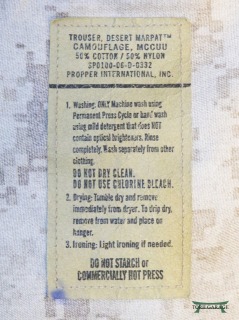 TROUSER, DESERT MARPAT™
CAMOUFLAGE, MCCUU
50% COTTON / 50% NYLON
SPO100-06-D-0332
PROPPER INTERNATIONAL, INC.
1. Washing: ONLY Machine wash using
Permanent Press Cycle or hand wash
using mild detergent that does NOT
contain optical brighteners. Rinse
completely. Wash separately from other
clothing.
DO NOT DRY CLEAN.
DO NOT USE CHLORINE BLEACH.
2. Drying: Tumble dry and remove
immediately from dryer. To drip dry,
remove from water and place on
hanger.
3. Ironing: Light ironing if needed.
DO NOT STARCH or
COMMERCIALLY HOT PRESS